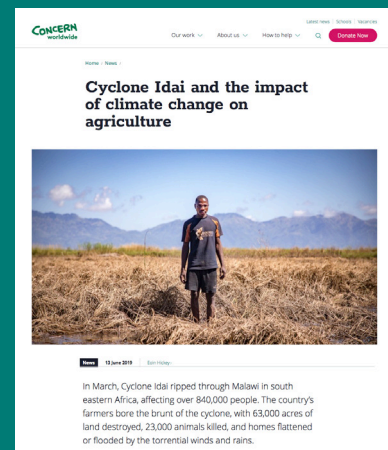 CONCERN
worldwide
Latest news | Schools | Vacancies
Our work
About us
How to help
Donate Now
Home / News /
Cyclone Idai and the impact
of climate change on
agriculture
News
13 June 2019
In March, Cyclone Idai ripped through Malawi in south
eastern Africa, affecting over 840,000 people. The country's
farmers bore the brunt of the cyclone, with 63,000 acres of
land destroyed, 23,000 animals killed, and homes flattened
or flooded by the torrential winds and rains.